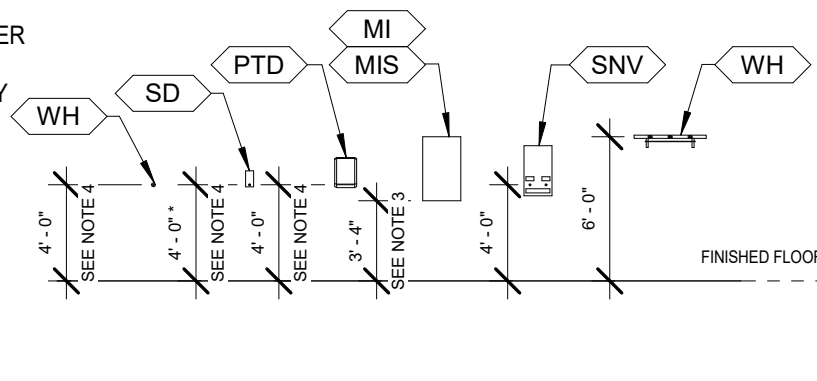 ER
Y
WH
SD
PTD
MI
MIS
SNV
WH
4' - 0"
SEE NOTE 4
4' - 0" *
SEE NOTE 4
4' - 0"
SEE NOTE 4
3' - 4"
SEE NOTE 3
4' - 0"
6' - 0"
FINISHED FLOOR